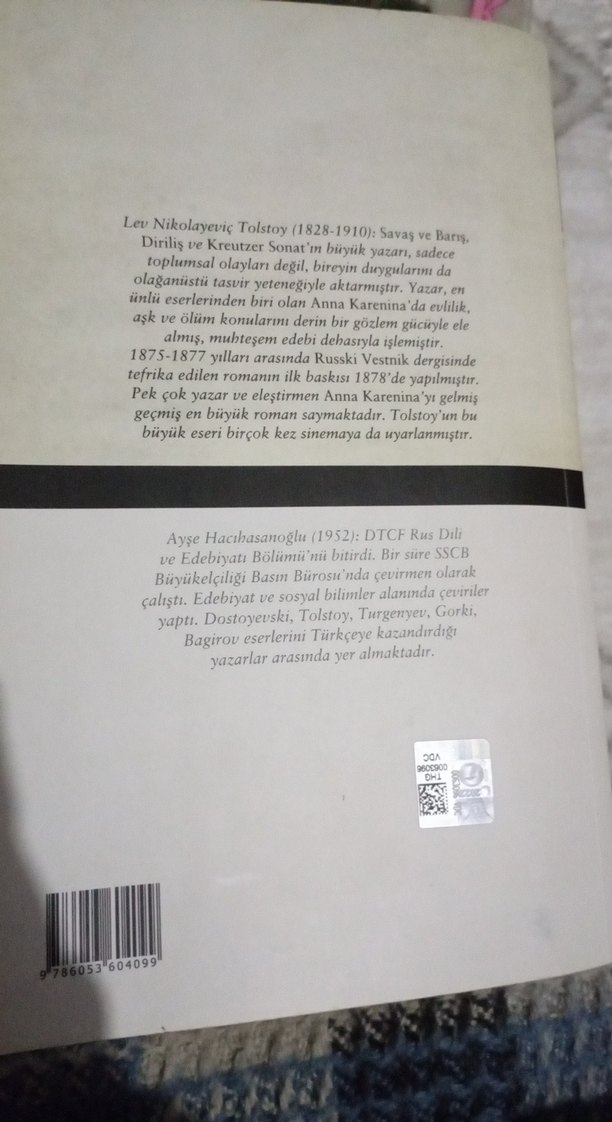 Lev Nikolayeviç Tolstoy (1828-1910): Savaş ve Barış,
Diriliş ve Kreutzer Sonat'ın büyük yazarı, sadece
toplumsal olayları değil, bireyin duygularını da
olağanüstü tasvir yeteneğiyle aktarmıştır. Yazar, en
ünlü eserlerinden biri olan Anna Karenina'da evlilik,
aşk ve ölüm konularını derin bir gözlem gücüyle ele
almış, muhteşem edebi dehasıyla işlemiştir.
1875-1877 yılları arasında Russki Vestnik dergisinde
tefrika edilen romanın ilk baskısı 1878'de yapılmıştır.
Pek çok yazar ve eleştirmen Anna Karenina'yı gelmiş
geçmiş en büyük roman saymaktadır. Tolstoy'un bu
büyük eseri birçok kez sinemaya da uyarlanmıştır.
Ayşe Hacıhasanoğlu (1952): DTCF Rus Dili
ve Edebiyatı Bölümü'nü bitirdi. Bir süre SSCB
Büyükelçiliği Basın Bürosu'nda çevirmen olarak
çalıştı. Edebiyat ve sosyal bilimler alanında çeviriler
yaptı. Dostoyevski, Tolstoy, Turgenyev, Gorki,
Bagirov eserlerini Türkçeye kazandırdığı
yazarlar arasında yer almaktadır.
THG
0063096
VDC
9 786053 604099